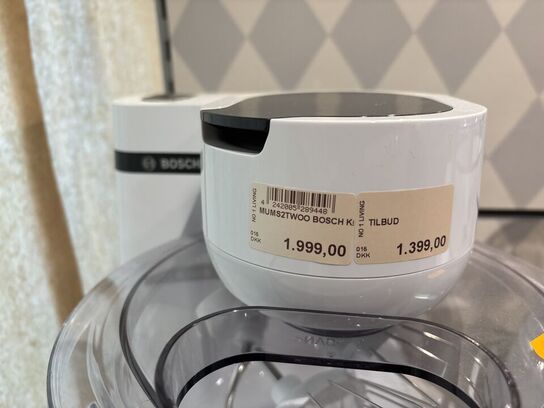 BOSCH
NO 1 LIVING
4 242005 289448
MUMS2TWOO BOSCH K
016
DKK
1.999,00
NO 1 LIVING
TILBUD
016
DKK
1.399,00